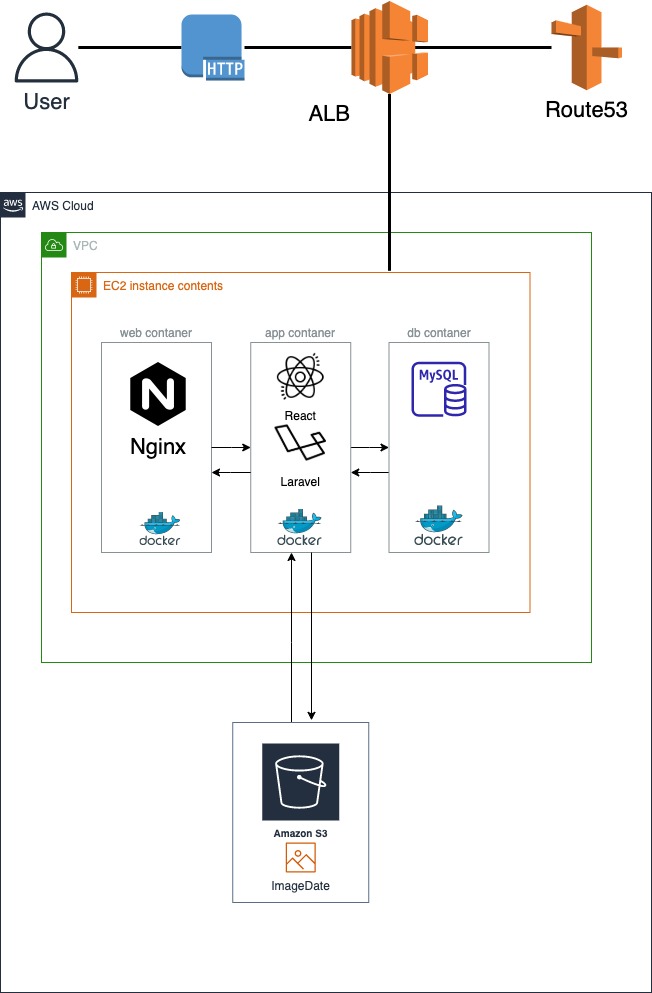 HTTP
User
ALB
Route53
aws
AWS Cloud
VPC
EC2 instance contents
web contaner
app contaner
db contaner
MySQL
React
Nginx
Laravel
docker
docker
docker
Amazon S3
ImageDate